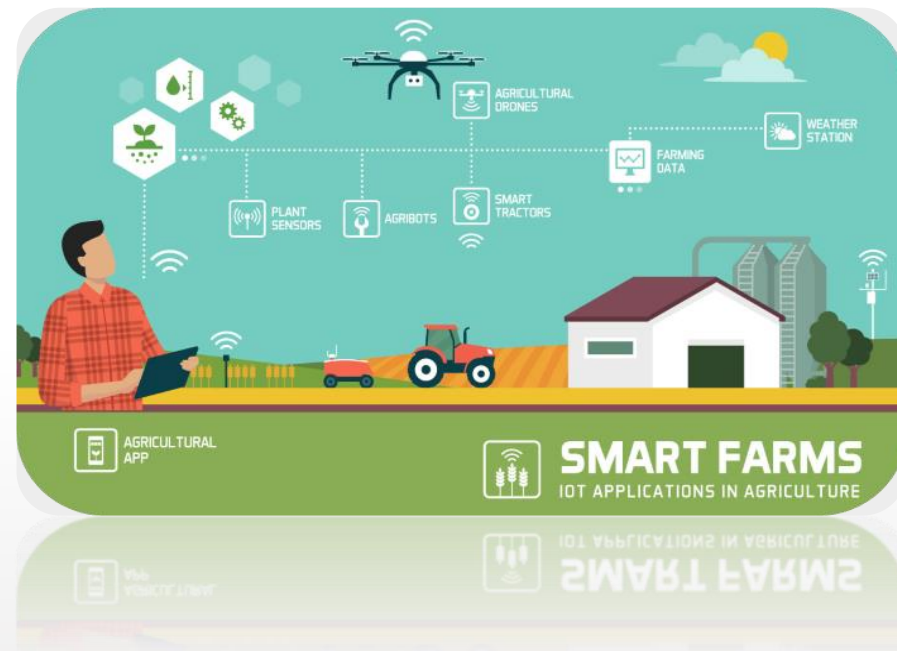 AGRICULTURAL
DRONES
WEATHER
STATION
FARMING
DATA
PLANT
SENSORS
AGRIBOTS
SMART
TRACTORS
AGRICULTURAL
APP
SMART FARMS
IOT APPLICATIONS IN AGRICULTURE